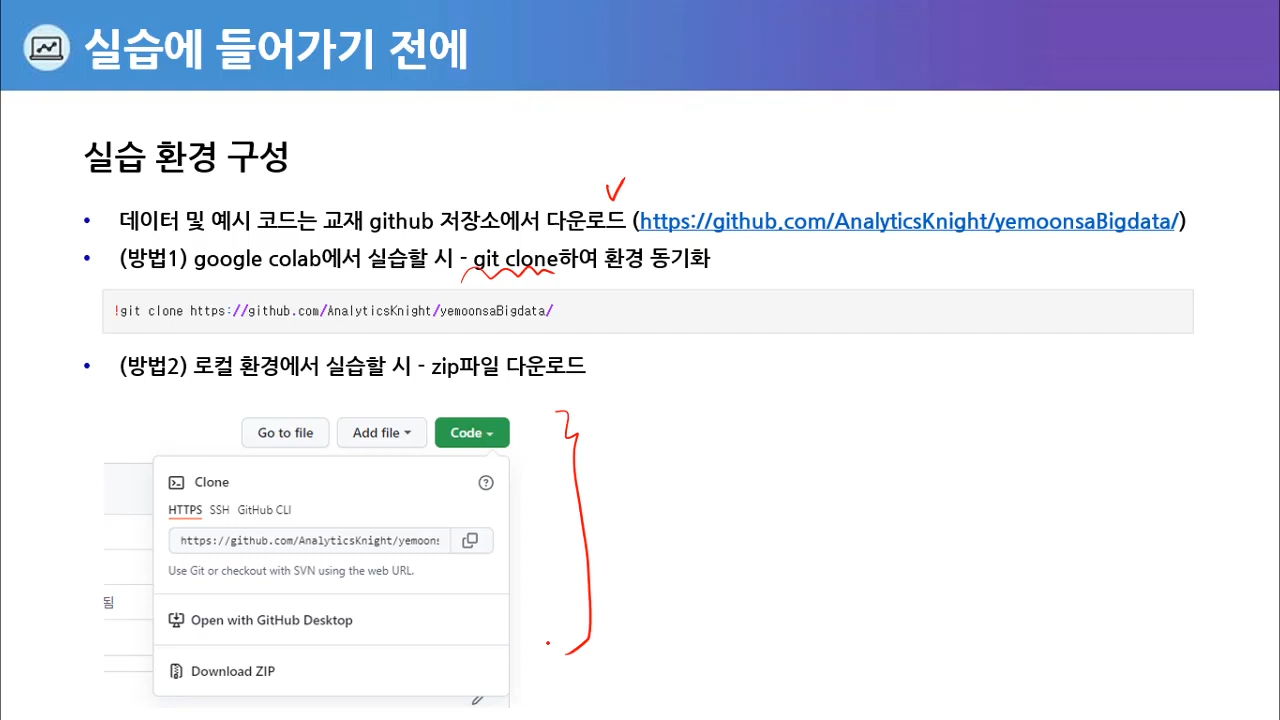 실습에 들어가기 전에
실습 환경 구성
• 데이터 및 예시 코드는 교재 github 저장소에서 다운로드 (https://github.com/AnalyticsKnight/yemoonsaBigdata/)
• (방법1) google colab에서 실습할 시 - git clone하여 환경 동기화
!git clone https://github.com/AnalyticsKnight/yemoonsaBigdata/
• (방법2) 로컬 환경에서 실습할 시 - zip파일 다운로드
Go to file Add file Code
Clone
HTTPS SSH GitHub CLI
https://github.com/AnalyticsKnight/yemoons
Use Git or checkout with SVN using the web URL.
됨
Open with GitHub Desktop
Download ZIP